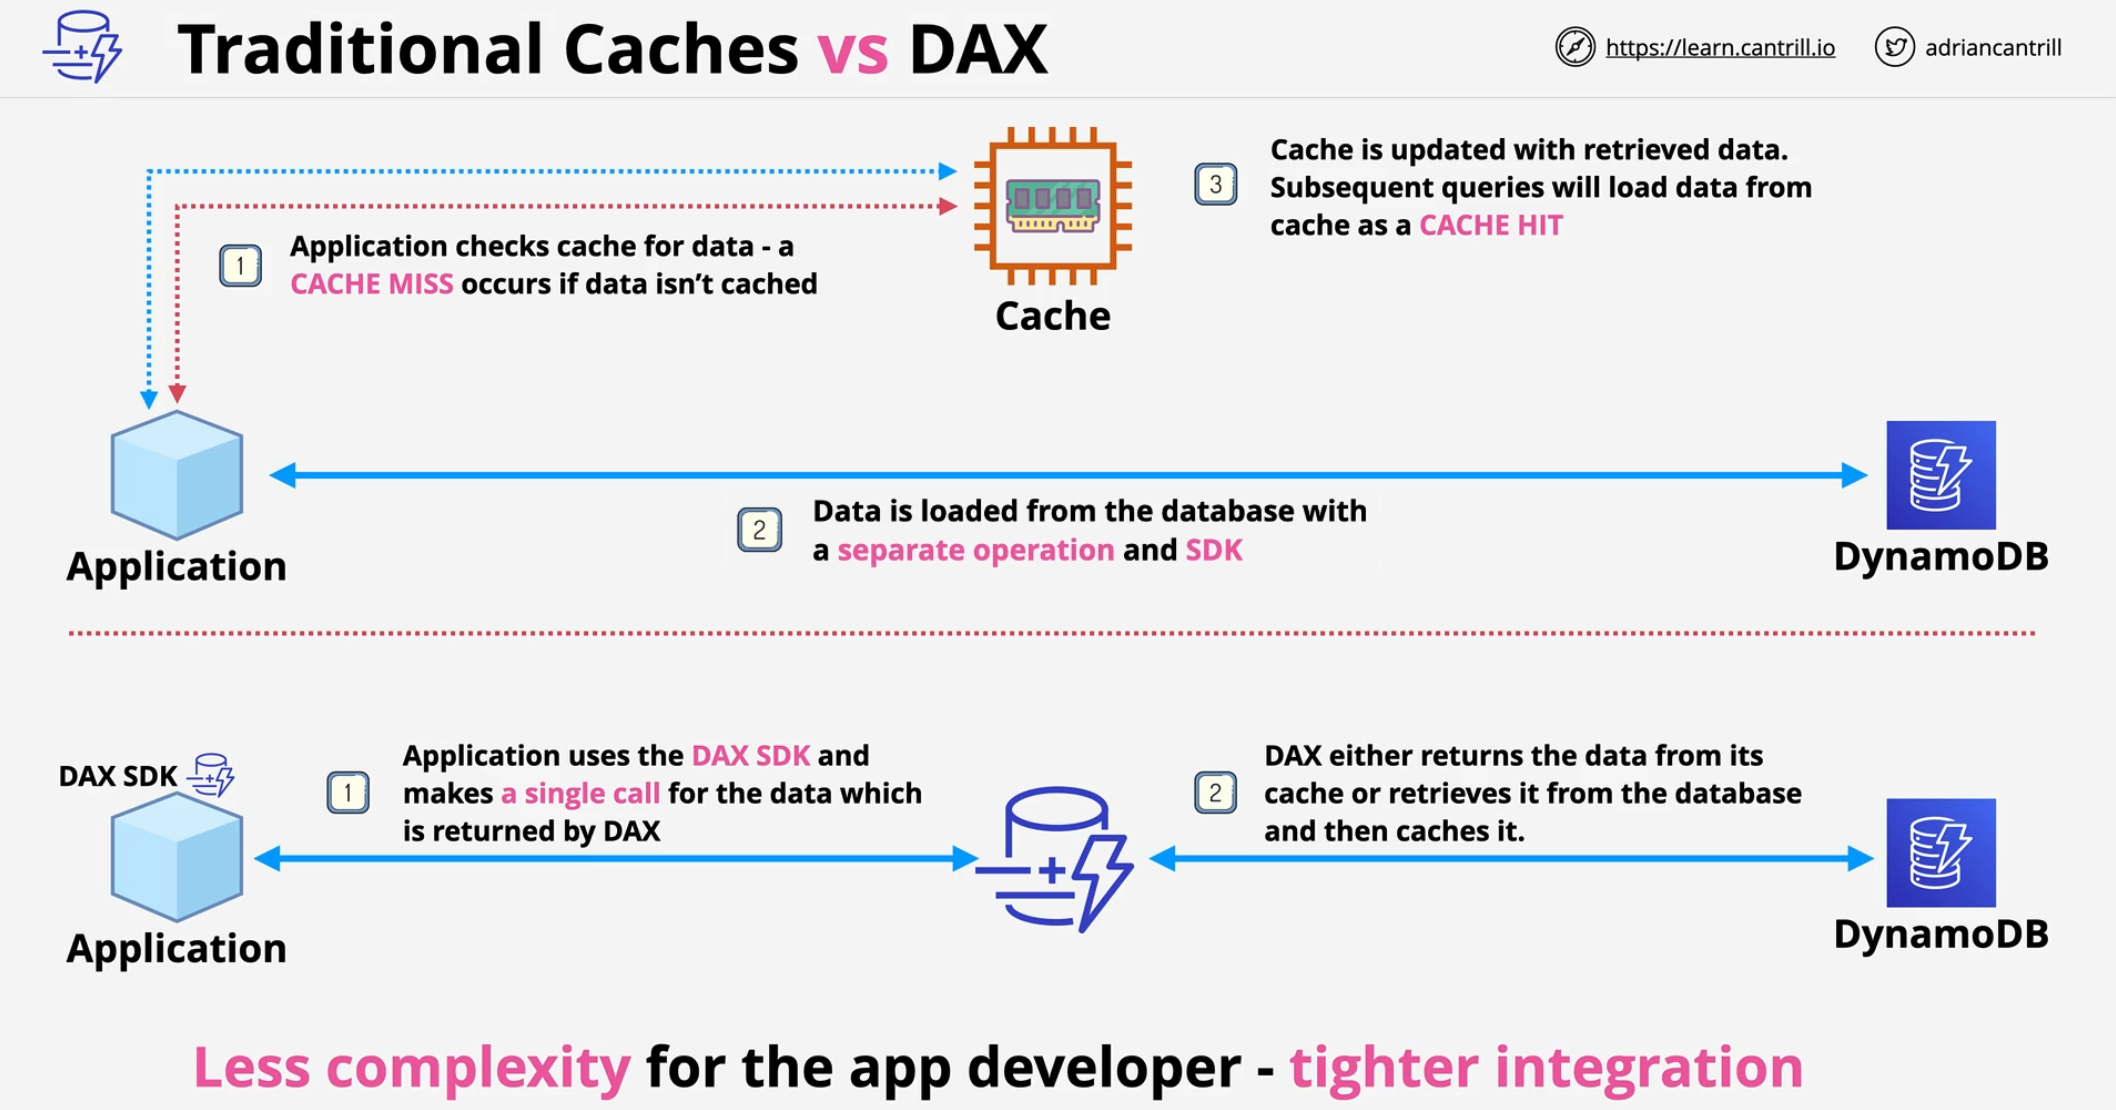 Traditional Caches vs DAX
https://learn.cantrill.io
adriancantrill
1
Application checks cache for data - a
CACHE MISS occurs if data isn’t cached
Cache
3
Cache is updated with retrieved data.
Subsequent queries will load data from
cache as a CACHE HIT
Application
2
Data is loaded from the database with
a separate operation and SDK
DynamoDB
DAX SDK
Application
1
Application uses the DAX SDK and
makes a single call for the data which
is returned by DAX
2
DAX either returns the data from its
cache or retrieves it from the database
and then caches it.
DynamoDB
Less complexity for the app developer - tighter integration